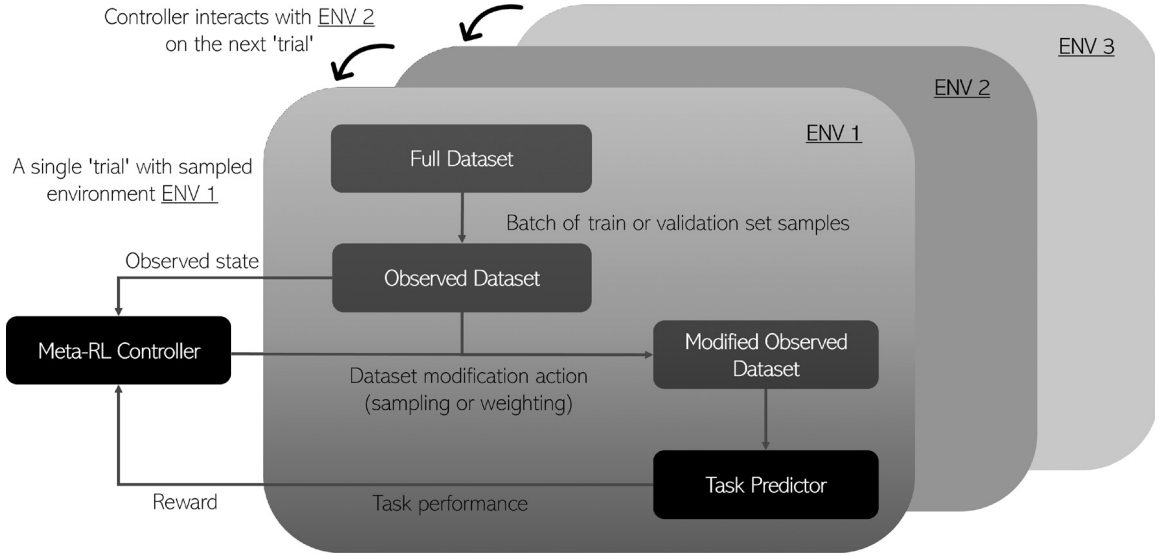 Controller interacts with ENV 2
on the next 'trial'
ENV 3
ENV 2
ENV 1
A single 'trial' with sampled
environment ENV 1
Full Dataset
Batch of train or validation set samples
Observed state
Observed Dataset
Meta-RL Controller
Modified Observed
Dataset
Dataset modification action
(sampling or weighting)
Task Predictor
Reward
Task performance